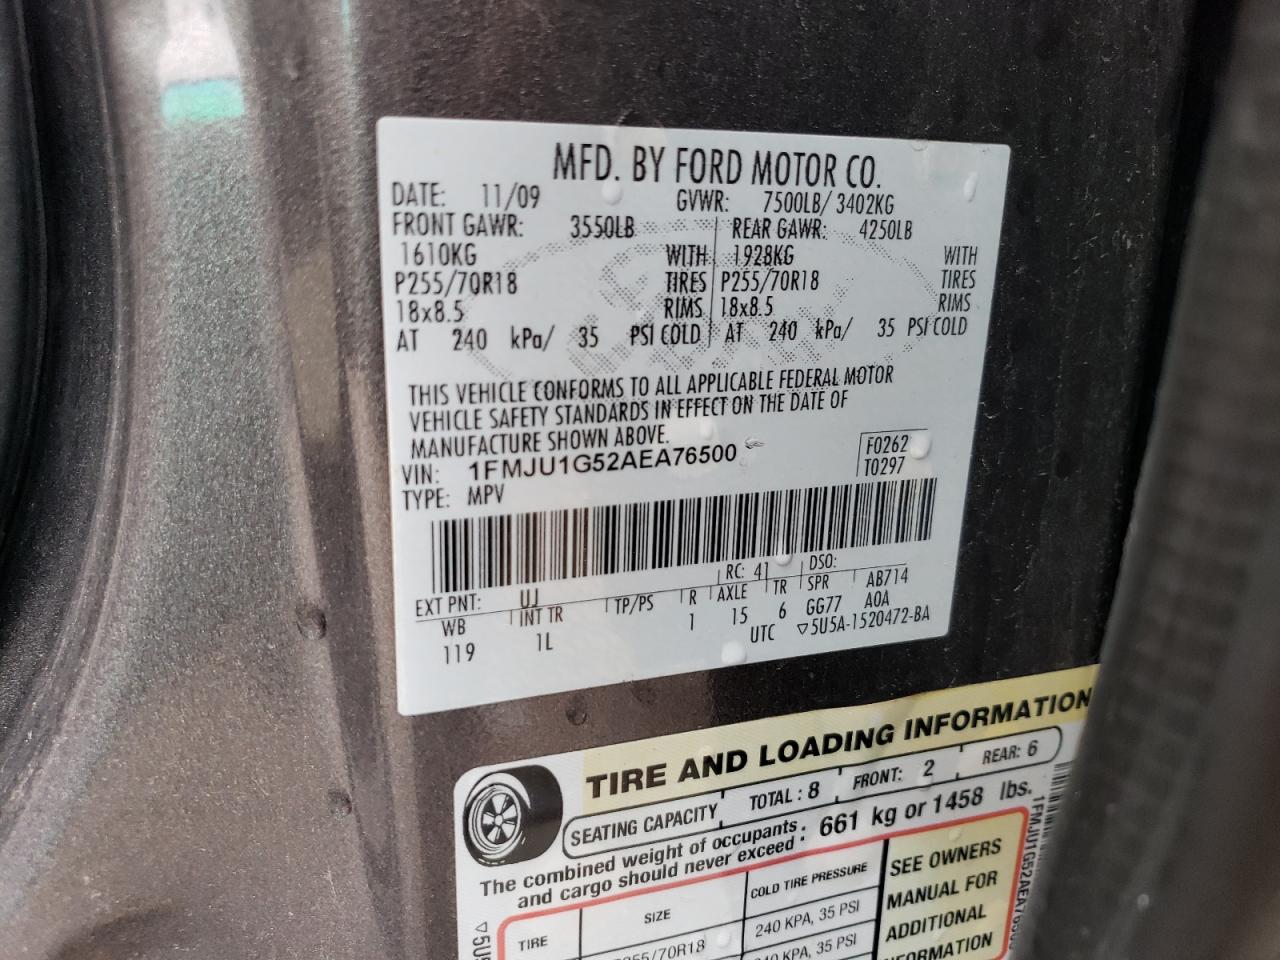 MFD. BY FORD MOTOR CO.
DATE: 11/09 GVWR: 7500LB/ 3402KG
FRONT GAWR: 3550LB REAR GAWR: 4250LB
1610KG WITH 1928KG WITH
P255/70R18 TIRES P255/70R18 TIRES
18x8.5 RIMS 18x8.5 RIMS
AT 240 kPa/ 35 PSI COLD AT 240 kPa/ 35 PSI COLD
THIS VEHICLE CONFORMS TO ALL APPLICABLE FEDERAL MOTOR
VEHICLE SAFETY STANDARDS IN EFFECT ON THE DATE OF
MANUFACTURE SHOWN ABOVE.
VIN: 1FMJU1G52AEA76500 F0262
TYPE: MPV T0297
EXT PNT: UJ RC: 41 DSO:
WB INT TR TP/PS R AXLE TR SPR AB714
119 1L 1 15 6 GG77 A0A
UTC ▽5U5A-1520472-BA
TIRE AND LOADING INFORMATION
SEATING CAPACITY TOTAL : 8 FRONT: 2 REAR: 6
The combined weight of occupants
and cargo should never exceed : 661 kg or 1458 lbs.
TIRE SIZE COLD TIRE PRESSURE
240 KPA, 35 PSI
KPA, 35 PSI
SEE OWNERS
MANUAL FOR
ADDITIONAL